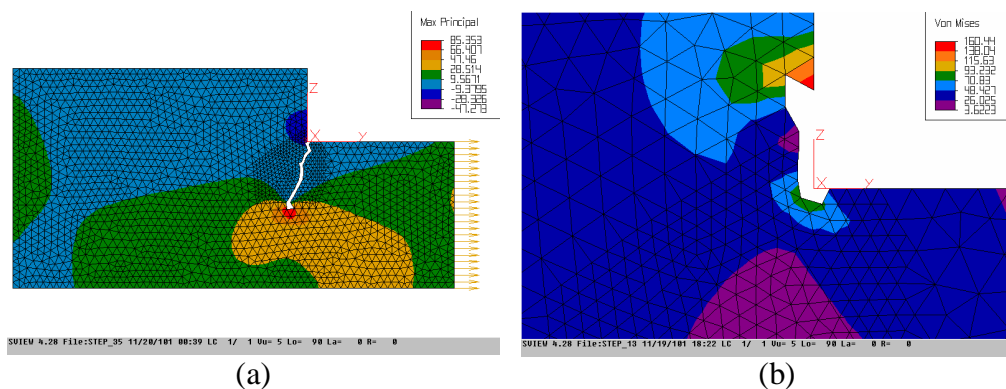 Max Principal
85.353
66.407
47.46
28.514
9.5671
-9.3795
-28.326
-47.273
Z
X
Y
SVIEW 4.28 File:STEP_35 11/20/101 00:39 LC 1/ 1 Vu= 5 Lo= 90 La= 0 R= 0
(a)
Von Mises
160.44
138.04
115.63
93.232
70.83
48.427
26.025
3.6223
Z
X
Y
SVIEW 4.28 File:STEP_13 11/19/101 18:22 LC 1/ 1 Vu= 5 Lo= 90 La= 0 R= 0
(b)